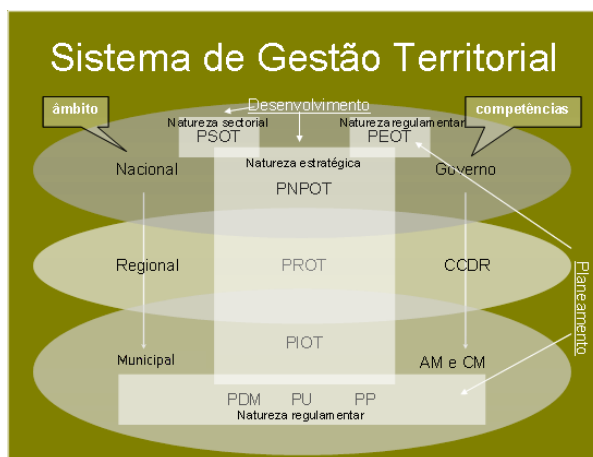 Sistema de Gestão Territorial
âmbito
Desenvolvimento
competências
Natureza sectorial
Natureza regulamentar
PSOT
PEOT
Nacional
Natureza estratégica
Governo
PNPOT
Regional
PROT
CCDR
Planeamento
PIOT
Municipal
AM e CM
PDM PU PP
Natureza regulamentar